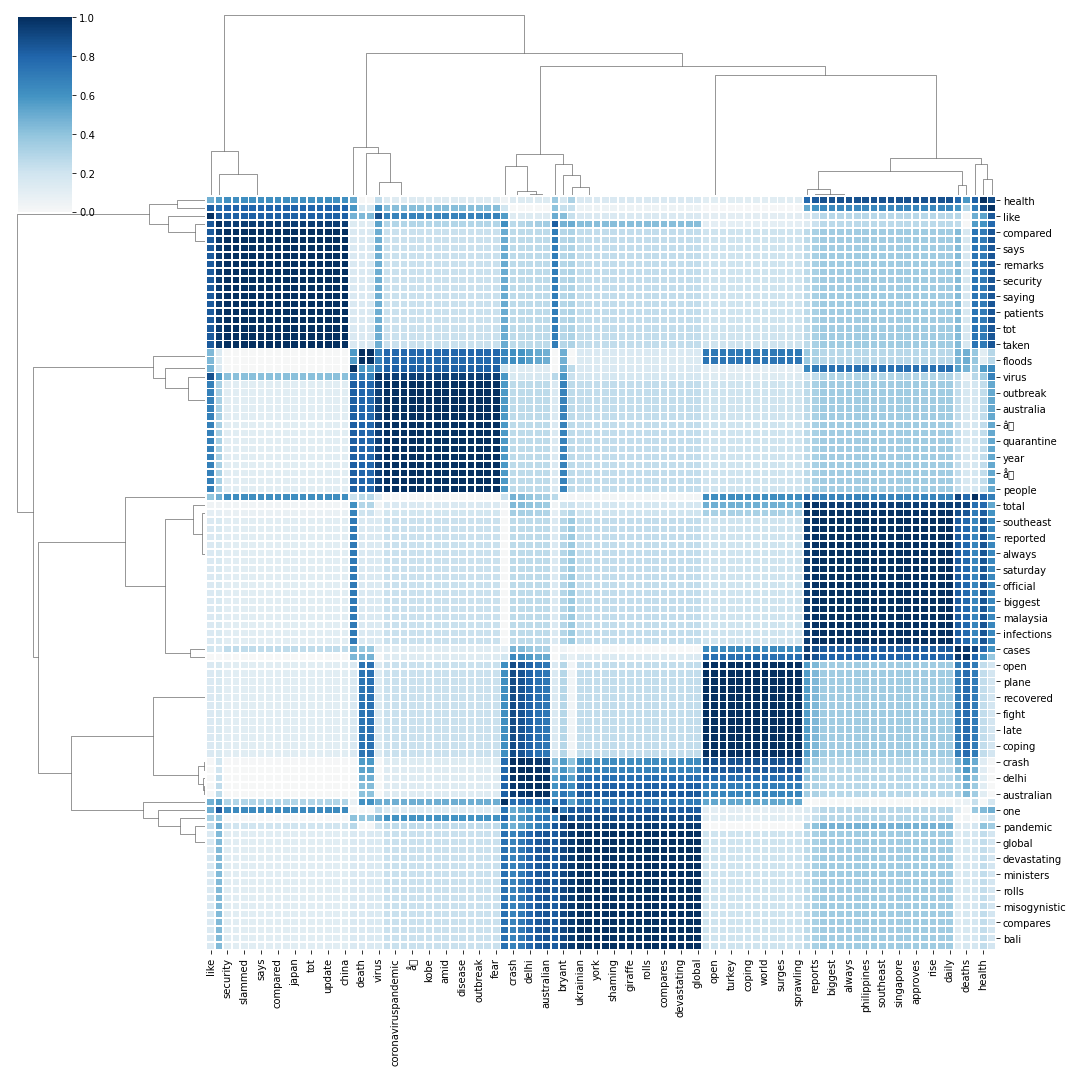 1.0
0.8
0.6
0.4
0.2
0.0
health
like
compared
says
remarks
security
saying
patients
tot
taken
floods
virus
outbreak
australia
quarantine
year
people
total
southeast
reported
always
saturday
official
biggest
malaysia
infections
cases
open
plane
recovered
fight
late
coping
crash
delhi
australian
one
pandemic
global
devastating
ministers
rolls
misogynistic
compares
bali
like
security
slammed
says
compared
japan
tot
update
china
death
virus
coronaviruspandemic
kobe
amid
disease
outbreak
fear
crash
delhi
australian
bryant
ukrainian
york
shaming
giraffe
rolls
compares
devastating
global
open
turkey
coping
world
surges
sprawling
reports
biggest
always
philippines
southeast
singapore
approves
rise
daily
deaths
health